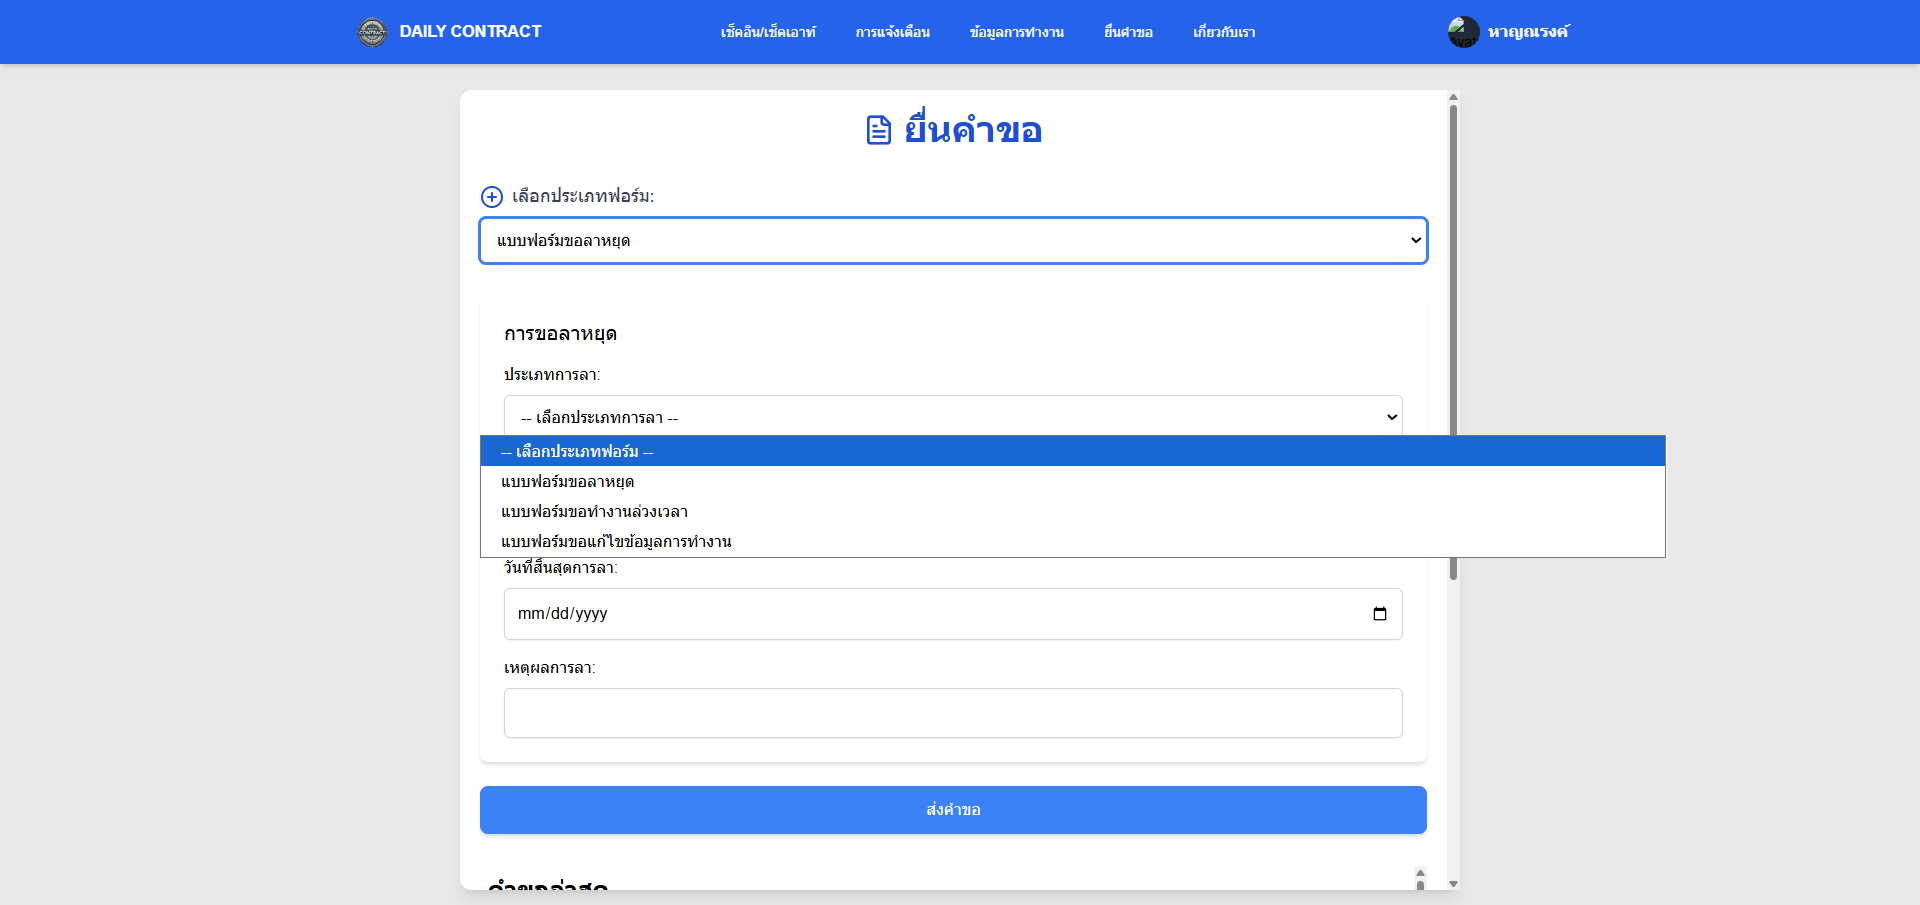 DAILY CONTRACT
เช็คอิน/เช็คเอาท์
การแจ้งเตือน
ข้อมูลการทำงาน
ยื่นคำขอ
เกี่ยวกับเรา
หาญณรงค์
ยื่นคำขอ
เลือกประเภทฟอร์ม:
แบบฟอร์มขอลาหยุด
การขอลาหยุด
ประเภทการลา:
-- เลือกประเภทการลา --
-- เลือกประเภทฟอร์ม --
แบบฟอร์มขอลาหยุด
แบบฟอร์มขอทำงานล่วงเวลา
แบบฟอร์มขอแก้ไขข้อมูลการทำงาน
วันที่สิ้นสุดการลา:
mm/dd/yyyy
เหตุผลการลา:
ส่งคำขอ
คำขอล่าสุด